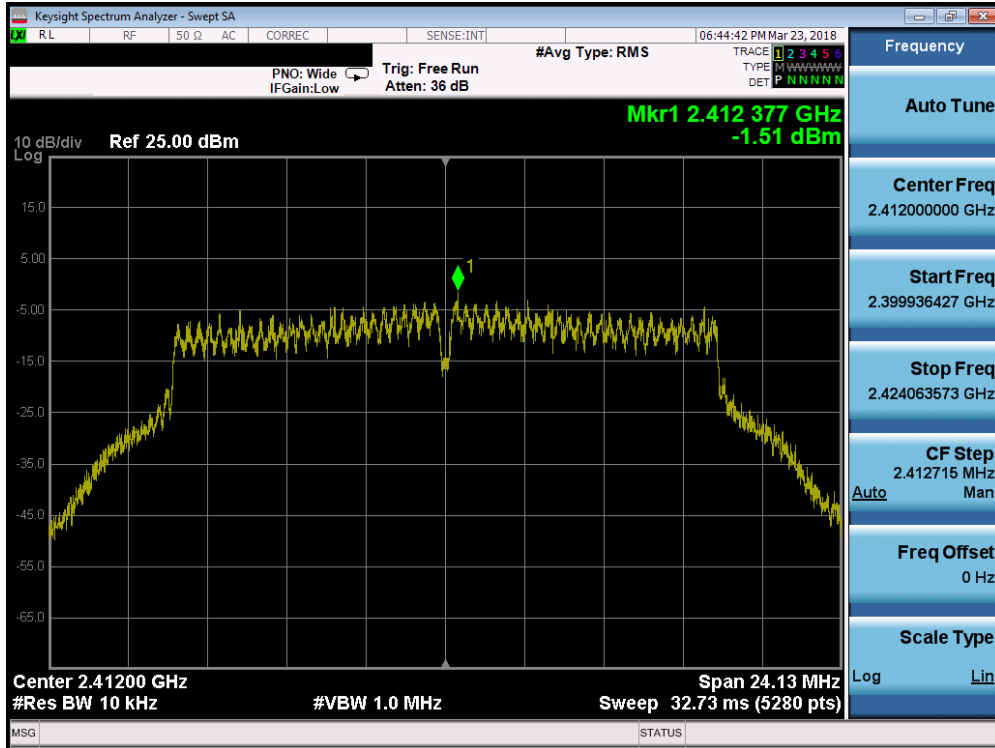 Keysight Spectrum Analyzer - Swept SA
LXI RL RF 50 Ω AC CORREC SENSE:INT 06:44:42 PM Mar 23, 2018
#Avg Type: RMS TRACE 1 2 3 4 5 6
PNO: Wide Trig: Free Run TYPE M W W W W W
IFGain:Low Atten: 36 dB DET P N N N N N
Mkr1 2.412 377 GHz
-1.51 dBm
10 dB/div Ref 25.00 dBm
Log
15.0
5.00
1
-5.00
-15.0
-25.0
-35.0
-45.0
-55.0
-65.0
Center 2.41200 GHz Span 24.13 MHz
#Res BW 10 kHz #VBW 1.0 MHz Sweep 32.73 ms (5280 pts)
MSG STATUS
Frequency
Auto Tune
Center Freq
2.412000000 GHz
Start Freq
2.399936427 GHz
Stop Freq
2.424063573 GHz
CF Step
2.412715 MHz
Auto Man
Freq Offset
0 Hz
Scale Type
Log Lin